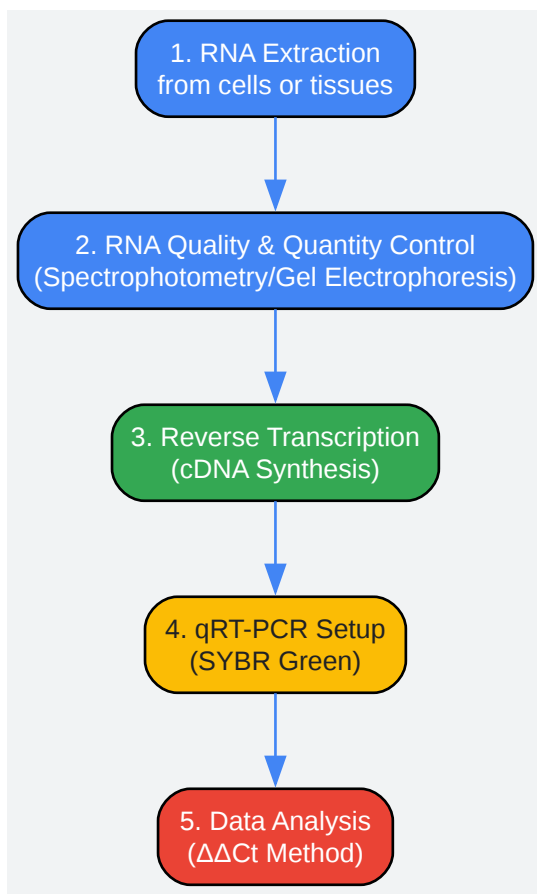 1. RNA Extraction
from cells or tissues
2. RNA Quality & Quantity Control
(Spectrophotometry/Gel Electrophoresis)
3. Reverse Transcription
(cDNA Synthesis)
4. qRT-PCR Setup
(SYBR Green)
5. Data Analysis
(ΔΔCt Method)